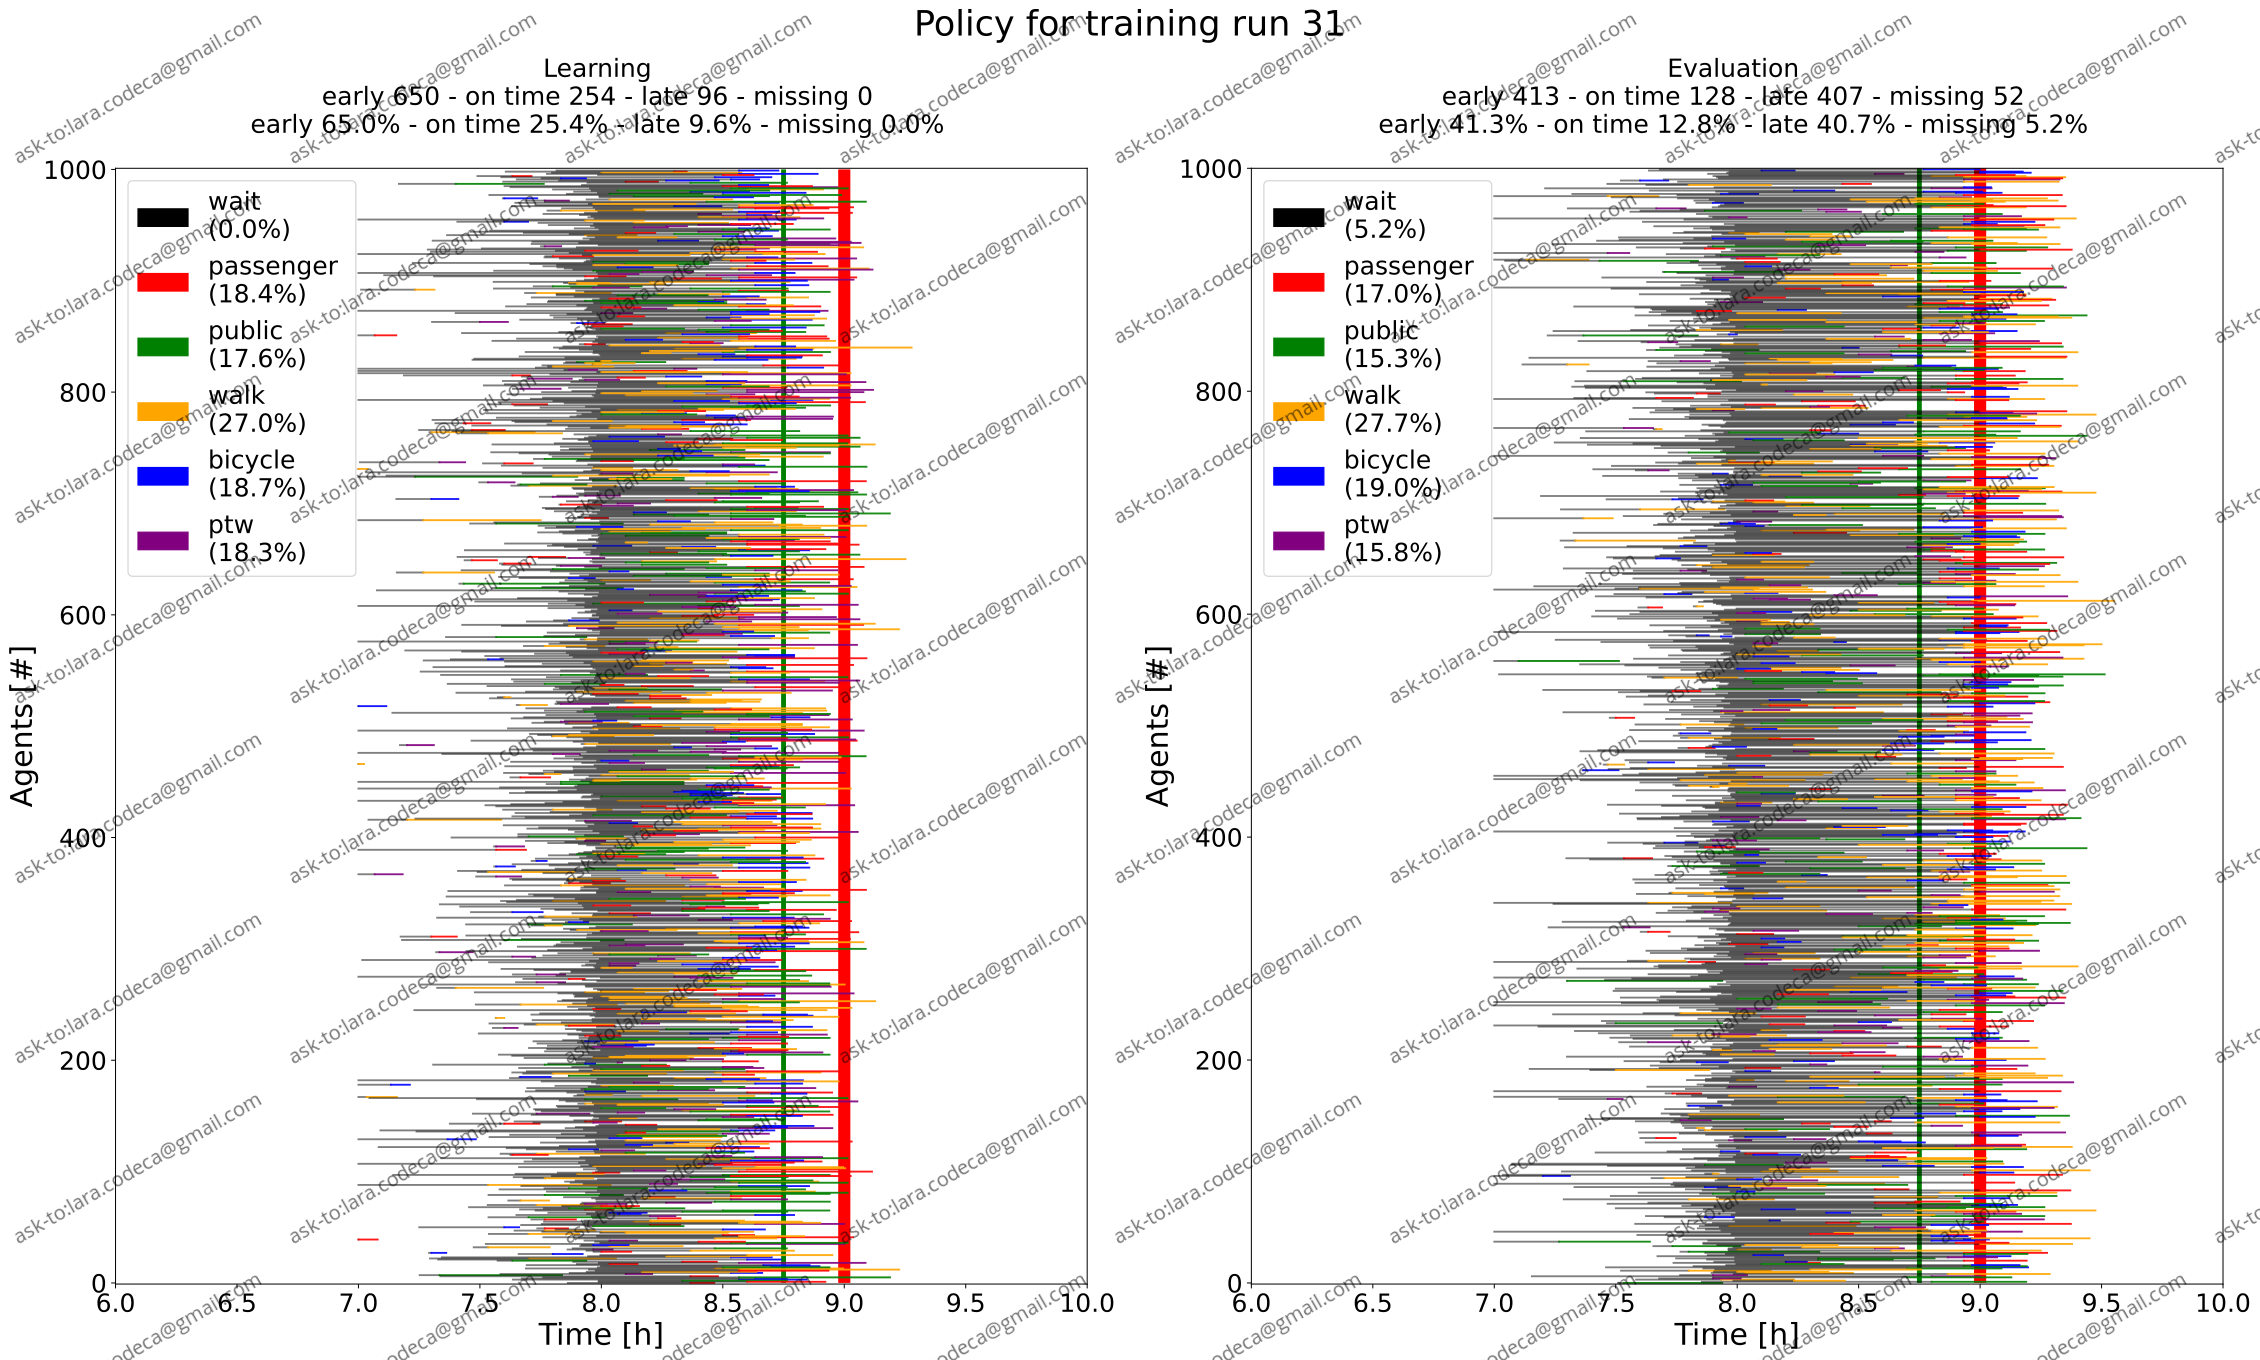 Policy for training run 31
Learning
early 650 - on time 254 - late 96 - missing 0
early 65.0% - on time 25.4% - late 9.6% - missing 0.0%
1000
800
600
400
200
0
Agents [#]
wait
(0.0%)
passenger
(18.4%)
public
(17.6%)
walk
(27.0%)
bicycle
(18.7%)
ptw
(18.3%)
6.0 6.5 7.0 7.5 8.0 8.5 9.0 9.5 10.0
Time [h]
Evaluation
early 413 - on time 128 - late 407 - missing 52
early 41.3% - on time 12.8% - late 40.7% - missing 5.2%
1000
800
600
400
200
0
Agents [#]
wait
(5.2%)
passenger
(17.0%)
public
(15.3%)
walk
(27.7%)
bicycle
(19.0%)
ptw
(15.8%)
6.0 6.5 7.0 7.5 8.0 8.5 9.0 9.5 10.0
Time [h]
ask-to:lara.codeca@gmail.com